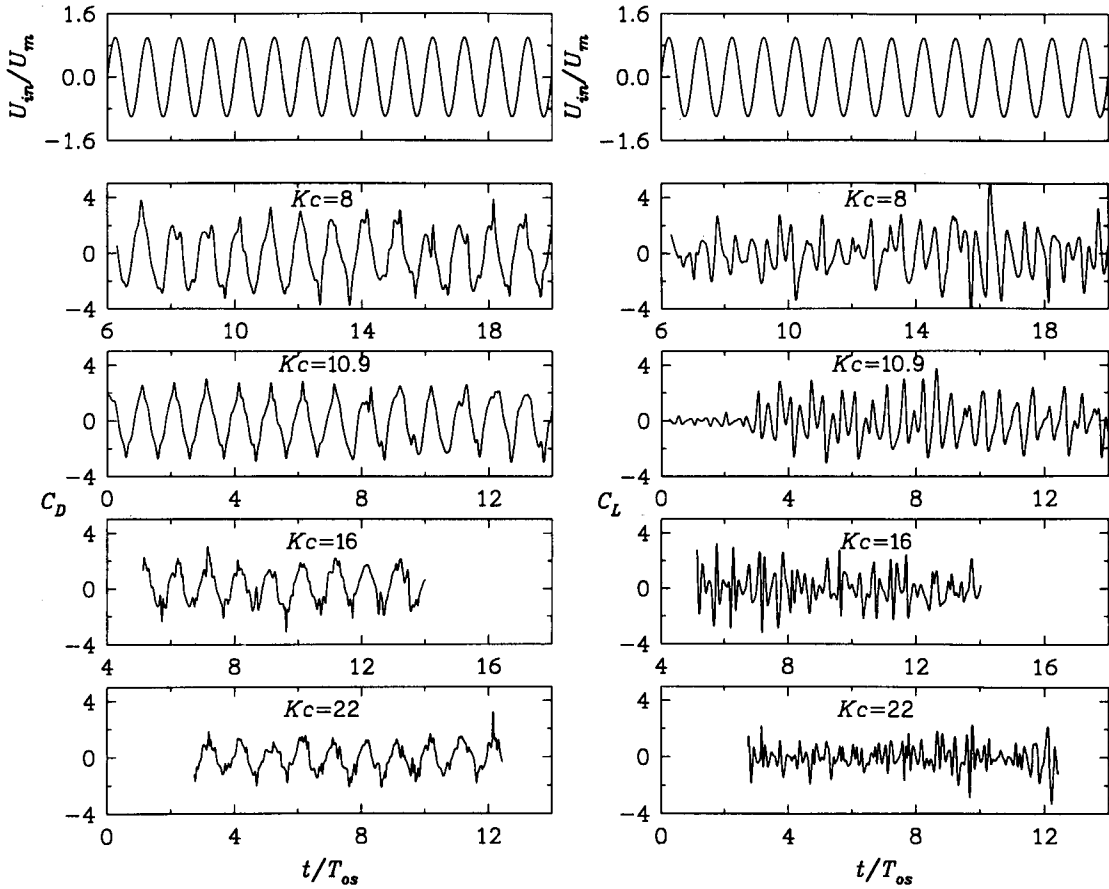 1.6 1.6
U_in/U_m 0.0 U_in/U_m 0.0
−1.6 −1.6
4 Kc=8 4 Kc=8
0 0
−4 −4
6 10 14 18 6 10 14 18
4 Kc=10.9 4 Kc=10.9
0 0
−4 −4
0 4 8 12 0 4 8 12
C_D C_L
4 Kc=16 4 Kc=16
0 0
−4 −4
4 8 12 16 4 8 12 16
4 Kc=22 4 Kc=22
0 0
−4 −4
0 4 8 12 0 4 8 12
t/T_os t/T_os